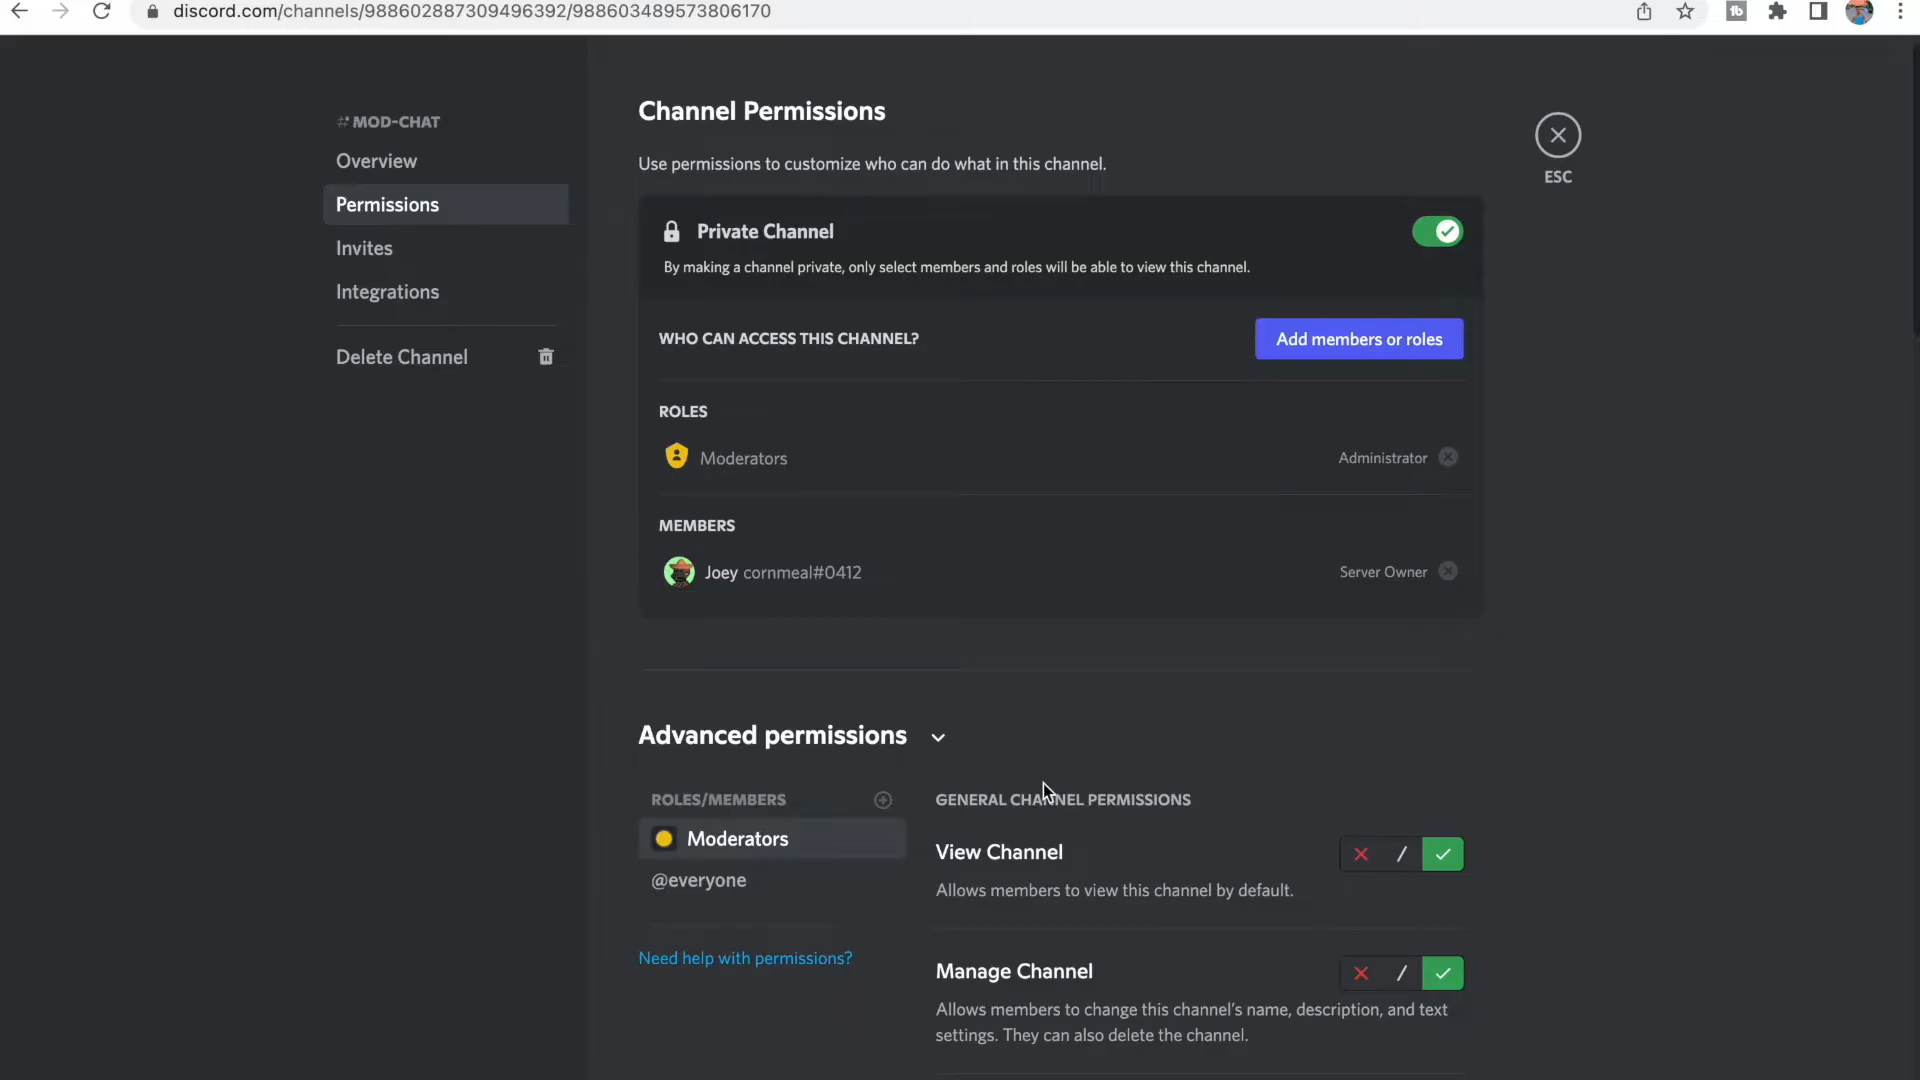 discord.com/channels/988602887309496392/988603489573806170
MOD-CHAT
Overview
Permissions
Invites
Integrations
Delete Channel
Channel Permissions
Use permissions to customize who can do what in this channel.
ESC
Private Channel
By making a channel private, only select members and roles will be able to view this channel.
WHO CAN ACCESS THIS CHANNEL?
Add members or roles
ROLES
Moderators
Administrator
MEMBERS
Joey cornmeal#0412
Server Owner
Advanced permissions
ROLES/MEMBERS
Moderators
@everyone
Need help with permissions?
GENERAL CHANNEL PERMISSIONS
View Channel
Allows members to view this channel by default.
Manage Channel
Allows members to change this channel's name, description, and text
settings. They can also delete the channel.